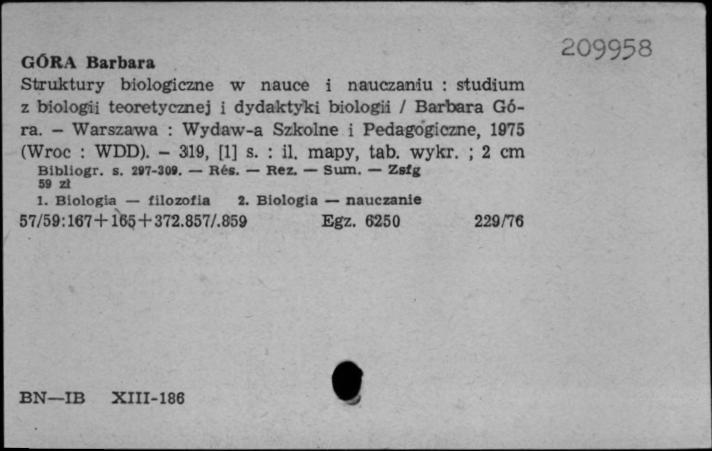 209958
GÓRA Barbara
Struktury biologiczne w nauce i nauczaniu : studium
z biologii teoretycznej i dydaktyki biologii / Barbara Gó-
ra. — Warszawa : Wydaw-a Szkolne i Pedagogiczne, 1975
(Wroc : WDD). — 319, [1] s. : il. mapy, tab. wykr. ; 2 cm
Bibliogr. s. 297-309. — Rés. — Rez. — Sum. — Zsfg
59 zł
1. Biologia — filozofia 2. Biologia — nauczanie
57/59:167+165+372.857/.859 Egz. 6250 229/76
BN—IB XIII-186